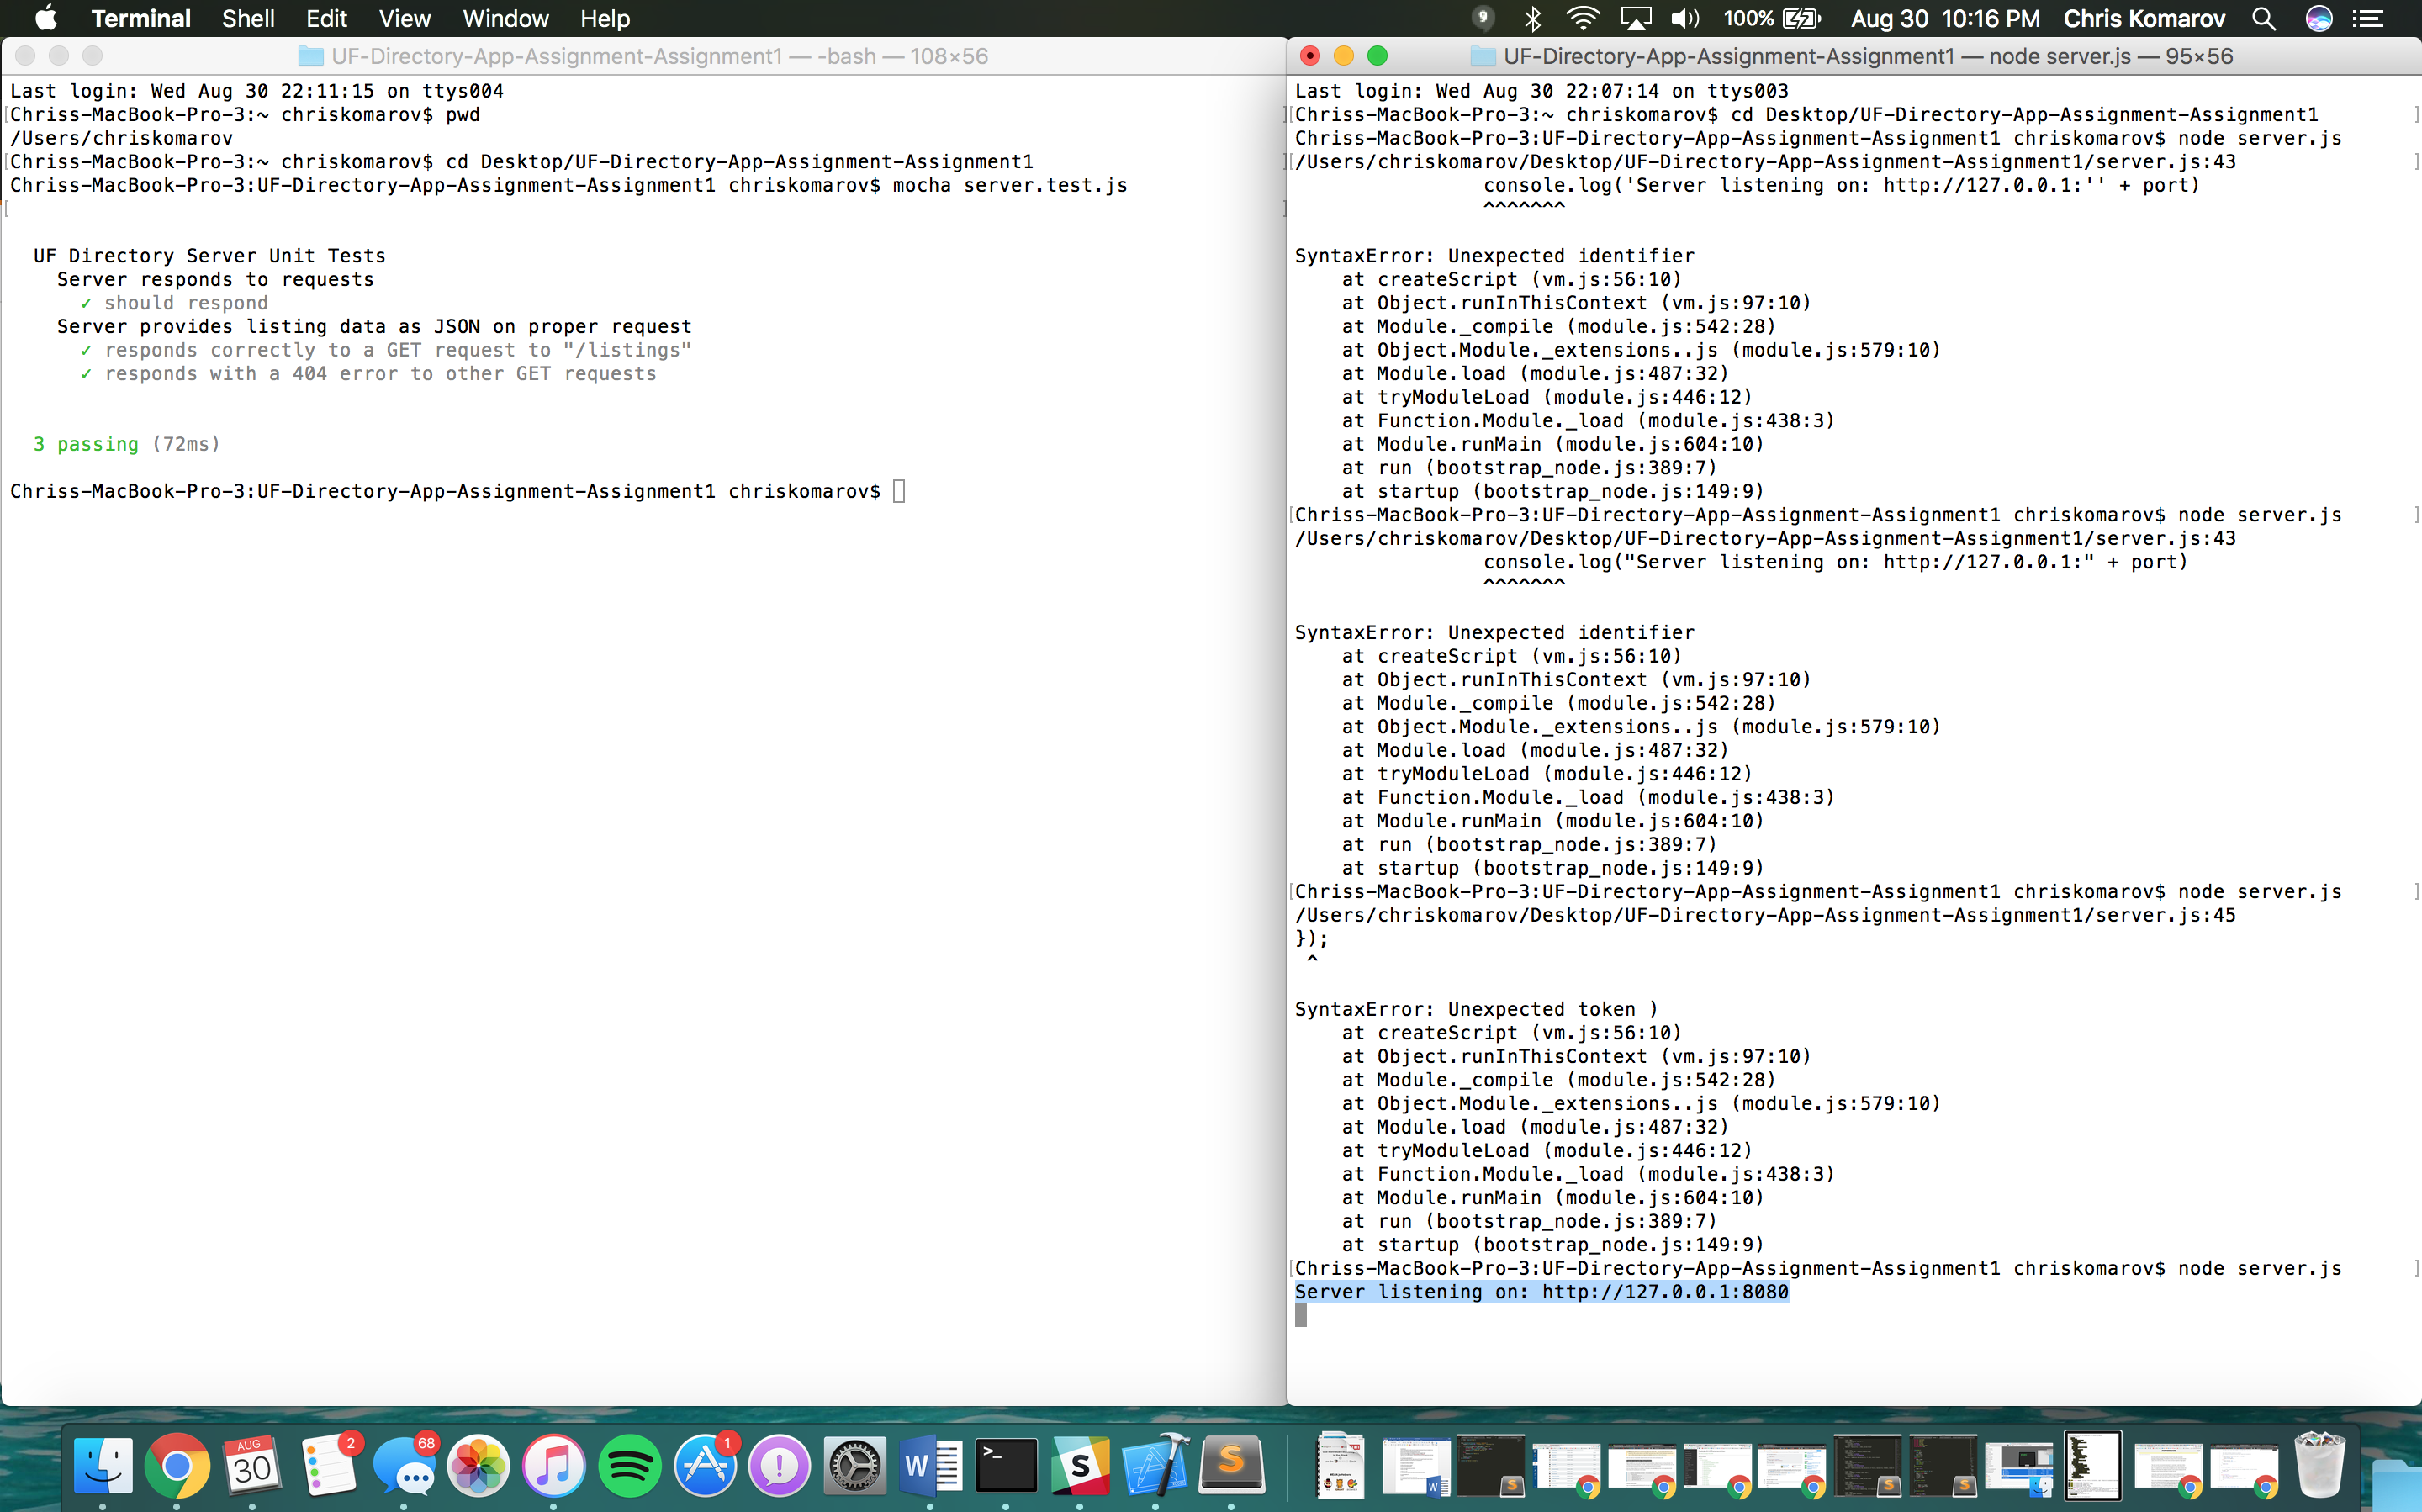 Terminal Shell Edit View Window Help 9 100% Aug 30 10:16 PM Chris Komarov
UF-Directory-App-Assignment-Assignment1 — -bash — 108×56
Last login: Wed Aug 30 22:11:15 on ttys004
[Chriss-MacBook-Pro-3:~ chriskomarov$ pwd ]
/Users/chriskomarov
[Chriss-MacBook-Pro-3:~ chriskomarov$ cd Desktop/UF-Directory-App-Assignment-Assignment1 ]
Chriss-MacBook-Pro-3:UF-Directory-App-Assignment-Assignment1 chriskomarov$ mocha server.test.js
[ ]
UF Directory Server Unit Tests
Server responds to requests
✓ should respond
Server provides listing data as JSON on proper request
✓ responds correctly to a GET request to "/listings"
✓ responds with a 404 error to other GET requests
3 passing (72ms)
Chriss-MacBook-Pro-3:UF-Directory-App-Assignment-Assignment1 chriskomarov$
UF-Directory-App-Assignment-Assignment1 — node server.js — 95×56
Last login: Wed Aug 30 22:07:14 on ttys003
[Chriss-MacBook-Pro-3:~ chriskomarov$ cd Desktop/UF-Directory-App-Assignment-Assignment1 ]
Chriss-MacBook-Pro-3:UF-Directory-App-Assignment-Assignment1 chriskomarov$ node server.js
[/Users/chriskomarov/Desktop/UF-Directory-App-Assignment-Assignment1/server.js:43 ]
console.log('Server listening on: http://127.0.0.1:'' + port)
^^^^^^^
SyntaxError: Unexpected identifier
at createScript (vm.js:56:10)
at Object.runInThisContext (vm.js:97:10)
at Module._compile (module.js:542:28)
at Object.Module._extensions..js (module.js:579:10)
at Module.load (module.js:487:32)
at tryModuleLoad (module.js:446:12)
at Function.Module._load (module.js:438:3)
at Module.runMain (module.js:604:10)
at run (bootstrap_node.js:389:7)
at startup (bootstrap_node.js:149:9)
[Chriss-MacBook-Pro-3:UF-Directory-App-Assignment-Assignment1 chriskomarov$ node server.js ]
/Users/chriskomarov/Desktop/UF-Directory-App-Assignment-Assignment1/server.js:43
console.log("Server listening on: http://127.0.0.1:" + port)
^^^^^^^
SyntaxError: Unexpected identifier
at createScript (vm.js:56:10)
at Object.runInThisContext (vm.js:97:10)
at Module._compile (module.js:542:28)
at Object.Module._extensions..js (module.js:579:10)
at Module.load (module.js:487:32)
at tryModuleLoad (module.js:446:12)
at Function.Module._load (module.js:438:3)
at Module.runMain (module.js:604:10)
at run (bootstrap_node.js:389:7)
at startup (bootstrap_node.js:149:9)
[Chriss-MacBook-Pro-3:UF-Directory-App-Assignment-Assignment1 chriskomarov$ node server.js ]
/Users/chriskomarov/Desktop/UF-Directory-App-Assignment-Assignment1/server.js:45
});
^
SyntaxError: Unexpected token )
at createScript (vm.js:56:10)
at Object.runInThisContext (vm.js:97:10)
at Module._compile (module.js:542:28)
at Object.Module._extensions..js (module.js:579:10)
at Module.load (module.js:487:32)
at tryModuleLoad (module.js:446:12)
at Function.Module._load (module.js:438:3)
at Module.runMain (module.js:604:10)
at run (bootstrap_node.js:389:7)
at startup (bootstrap_node.js:149:9)
[Chriss-MacBook-Pro-3:UF-Directory-App-Assignment-Assignment1 chriskomarov$ node server.js ]
Server listening on: http://127.0.0.1:8080
AUG 30 2 68 1 W >_ S S